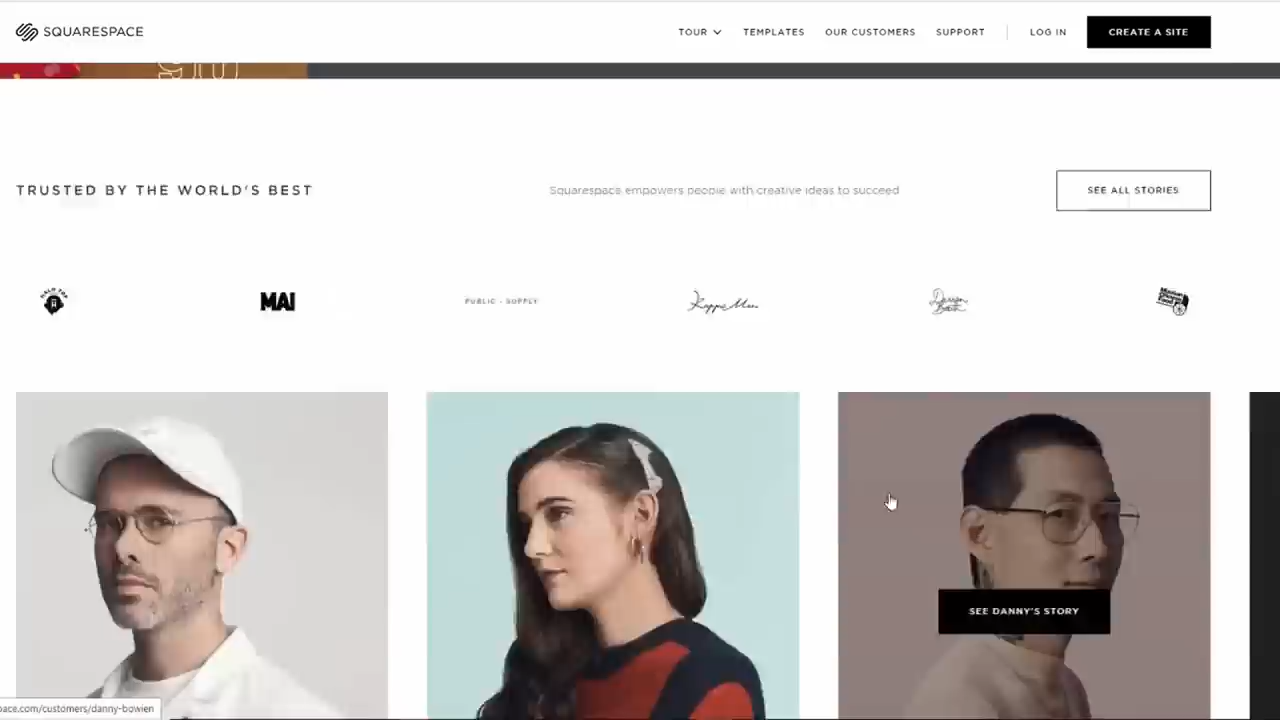 SQUARESPACE
TOUR
TEMPLATES
OUR CUSTOMERS
SUPPORT
LOG IN
CREATE A SITE
TRUSTED BY THE WORLD'S BEST
Squarespace empowers people with creative ideas to succeed
SEE ALL STORIES
MAI
PUBLIC - SUPPLY
SEE DANNY'S STORY
pace.com/customers/danny-bowien